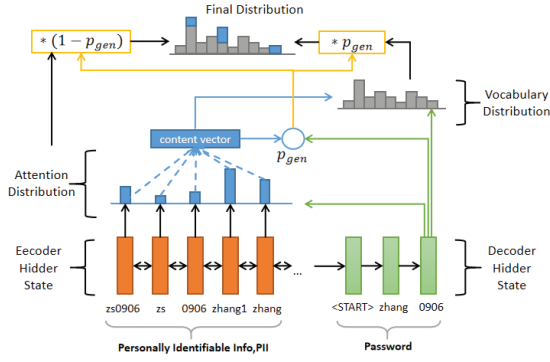 Final Distribution
* (1 − p_gen)
* p_gen
Vocabulary
Distribution
content vector
p_gen
Attention
Distribution
Eecoder
Hidder
State
...
Decoder
Hidder
State
zs0906 zs 0906 zhang1 zhang
<START> zhang 0906
Personally Identifiable Info,PII
Password